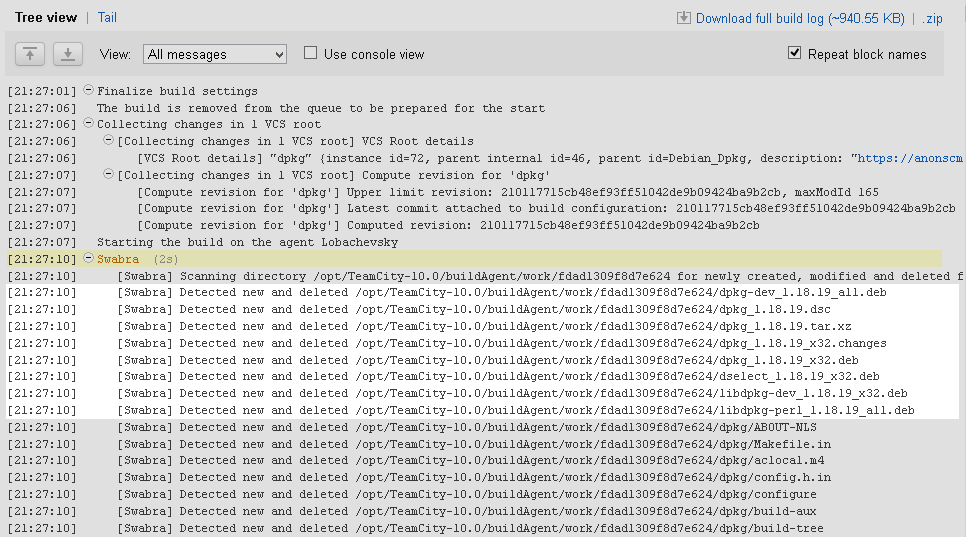 Tree view | Tail Download full build log (~940.55 KB) | .zip
View: All messages Use console view Repeat block names
[21:27:01] Finalize build settings
[21:27:06] The build is removed from the queue to be prepared for the start
[21:27:06] Collecting changes in 1 VCS root
[21:27:06] [Collecting changes in 1 VCS root] VCS Root details
[21:27:06] [VCS Root details] "dpkg" {instance id=72, parent internal id=46, parent id=Debian_Dpkg, description: "https://anonscm
[21:27:07] [Collecting changes in 1 VCS root] Compute revision for 'dpkg'
[21:27:07] [Compute revision for 'dpkg'] Upper limit revision: 210117715cb48ef93ff51042de9b09424ba9b2cb, maxModId 165
[21:27:07] [Compute revision for 'dpkg'] Latest commit attached to build configuration: 210117715cb48ef93ff51042de9b09424ba9b2cb
[21:27:07] [Compute revision for 'dpkg'] Computed revision: 210117715cb48ef93ff51042de9b09424ba9b2cb
[21:27:07] Starting the build on the agent Lobachevsky
[21:27:10] Swabra (2s)
[21:27:10] [Swabra] Scanning directory /opt/TeamCity-10.0/buildAgent/work/fdad1309f8d7e624 for newly created, modified and deleted f
[21:27:10] [Swabra] Detected new and deleted /opt/TeamCity-10.0/buildAgent/work/fdad1309f8d7e624/dpkg-dev_1.18.19_all.deb
[21:27:10] [Swabra] Detected new and deleted /opt/TeamCity-10.0/buildAgent/work/fdad1309f8d7e624/dpkg_1.18.19.dsc
[21:27:10] [Swabra] Detected new and deleted /opt/TeamCity-10.0/buildAgent/work/fdad1309f8d7e624/dpkg_1.18.19.tar.xz
[21:27:10] [Swabra] Detected new and deleted /opt/TeamCity-10.0/buildAgent/work/fdad1309f8d7e624/dpkg_1.18.19_x32.changes
[21:27:10] [Swabra] Detected new and deleted /opt/TeamCity-10.0/buildAgent/work/fdad1309f8d7e624/dpkg_1.18.19_x32.deb
[21:27:10] [Swabra] Detected new and deleted /opt/TeamCity-10.0/buildAgent/work/fdad1309f8d7e624/dselect_1.18.19_x32.deb
[21:27:10] [Swabra] Detected new and deleted /opt/TeamCity-10.0/buildAgent/work/fdad1309f8d7e624/libdpkg-dev_1.18.19_x32.deb
[21:27:10] [Swabra] Detected new and deleted /opt/TeamCity-10.0/buildAgent/work/fdad1309f8d7e624/libdpkg-perl_1.18.19_all.deb
[21:27:10] [Swabra] Detected new and deleted /opt/TeamCity-10.0/buildAgent/work/fdad1309f8d7e624/dpkg/ABOUT-NLS
[21:27:10] [Swabra] Detected new and deleted /opt/TeamCity-10.0/buildAgent/work/fdad1309f8d7e624/dpkg/Makefile.in
[21:27:10] [Swabra] Detected new and deleted /opt/TeamCity-10.0/buildAgent/work/fdad1309f8d7e624/dpkg/aclocal.m4
[21:27:10] [Swabra] Detected new and deleted /opt/TeamCity-10.0/buildAgent/work/fdad1309f8d7e624/dpkg/config.h.in
[21:27:10] [Swabra] Detected new and deleted /opt/TeamCity-10.0/buildAgent/work/fdad1309f8d7e624/dpkg/configure
[21:27:10] [Swabra] Detected new and deleted /opt/TeamCity-10.0/buildAgent/work/fdad1309f8d7e624/dpkg/build-aux
[21:27:10] [Swabra] Detected new and deleted /opt/TeamCity-10.0/buildAgent/work/fdad1309f8d7e624/dpkg/build-tree